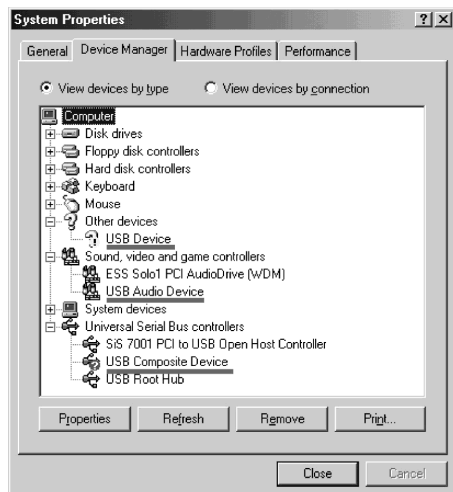 System Properties
General Device Manager Hardware Profiles Performance
View devices by type View devices by connection
Computer
Disk drives
Floppy disk controllers
Hard disk controllers
Keyboard
Mouse
Other devices
USB Device
Sound, video and game controllers
ESS Solo1 PCI AudioDrive (WDM)
USB Audio Device
System devices
Universal Serial Bus controllers
SiS 7001 PCI to USB Open Host Controller
USB Composite Device
USB Root Hub
Properties Refresh Remove Print...
Close Cancel